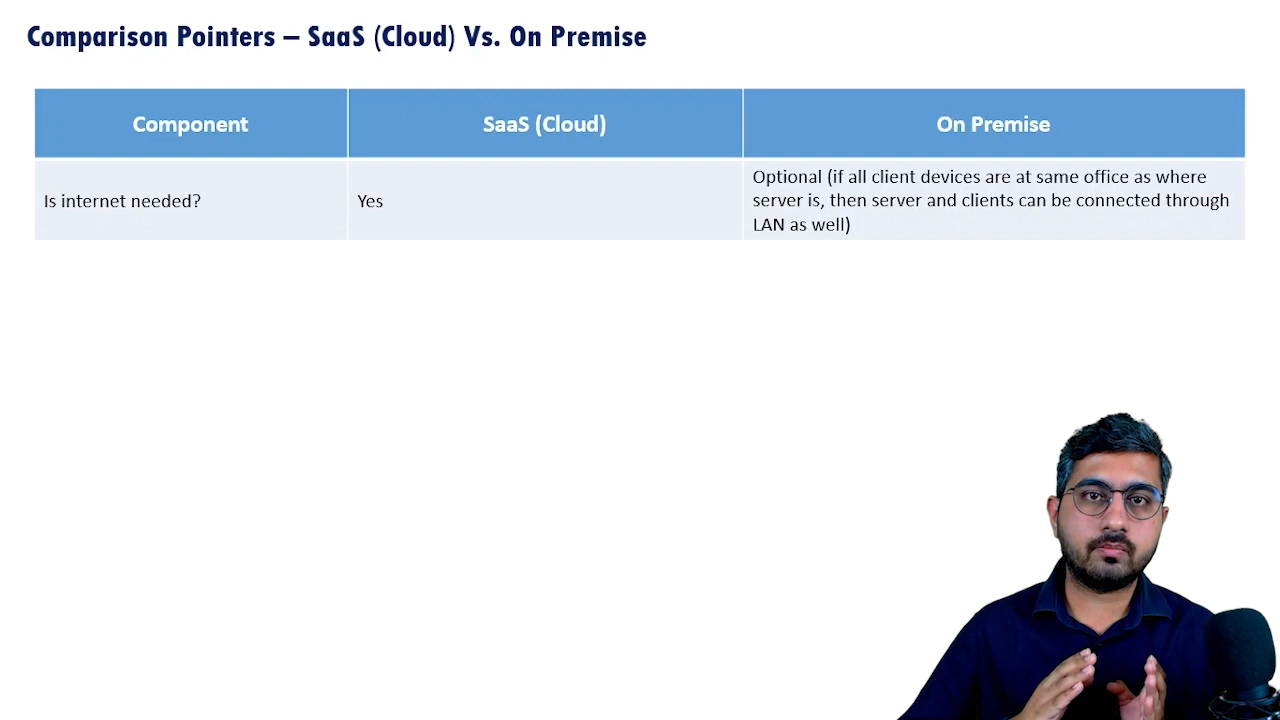 Comparison Pointers – SaaS (Cloud) Vs. On Premise
Component
SaaS (Cloud)
On Premise
Is internet needed?
Yes
Optional (if all client devices are at same office as where
server is, then server and clients can be connected through
LAN as well)